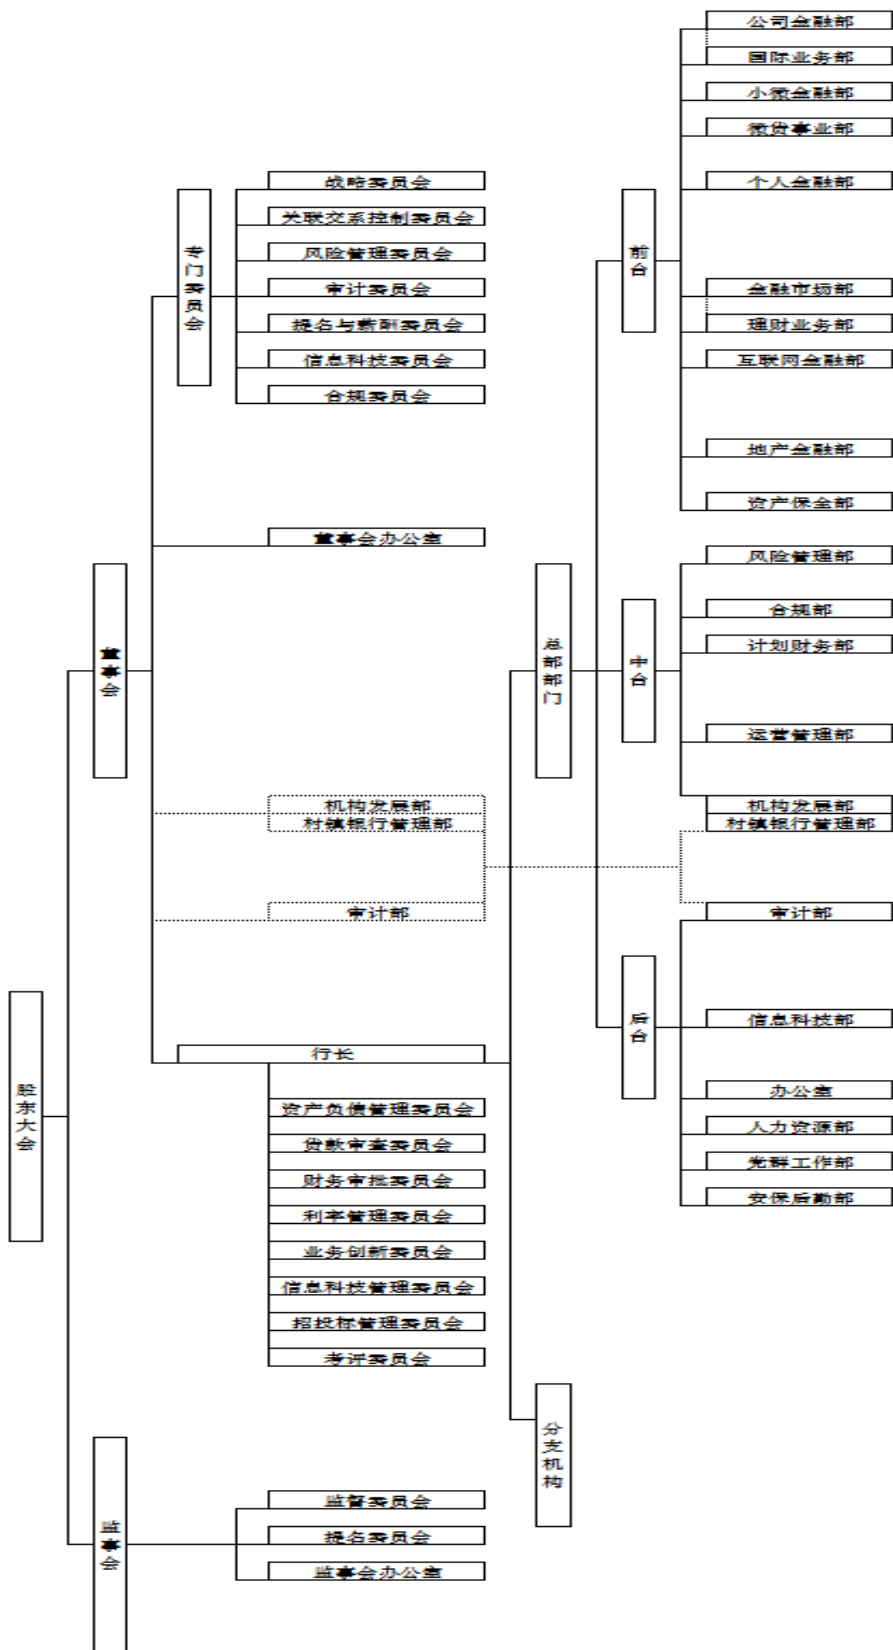 股东大会
董事会
监事会
专门委员会
战略委员会
关联交系控制委员会
风险管理委员会
审计委员会
提名与薪酬委员会
信息科技委员会
合规委员会
董事会办公室
机构发展部
村镇银行管理部
审计部
行长
资产负债管理委员会
贷款审查委员会
财务审批委员会
利率管理委员会
业务创新委员会
信息科技管理委员会
招投标管理委员会
考评委员会
监督委员会
提名委员会
监事会办公室
总部部门
分支机构
前台
中台
后台
公司金融部
国际业务部
小微金融部
微贷事业部
个人金融部
金融市场部
理财业务部
互联网金融部
地产金融部
资产保全部
风险管理部
合规部
计划财务部
运营管理部
机构发展部
村镇银行管理部
审计部
信息科技部
办公室
人力资源部
党群工作部
安保后勤部